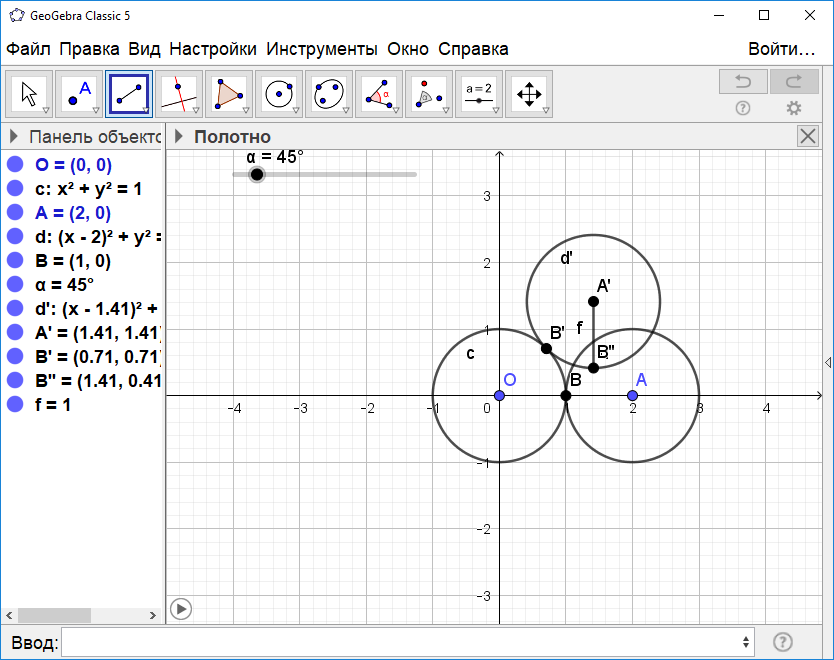 GeoGebra Classic 5
Файл Правка Вид Настройки Инструменты Окно Справка Войти…
A α α a = 2
Панель объектс Полотно
O = (0, 0)
c: x² + y² = 1
A = (2, 0)
d: (x - 2)² + y² =
B = (1, 0)
α = 45°
d': (x - 1.41)² +
A' = (1.41, 1.41)
B' = (0.71, 0.71)
B" = (1.41, 0.41
f = 1
α = 45°
3
2
d'
A'
1 B' f
c B"
O B A
-4 -3 -2 -1 0 1 2 3 4
-1
-2
-3
Ввод: